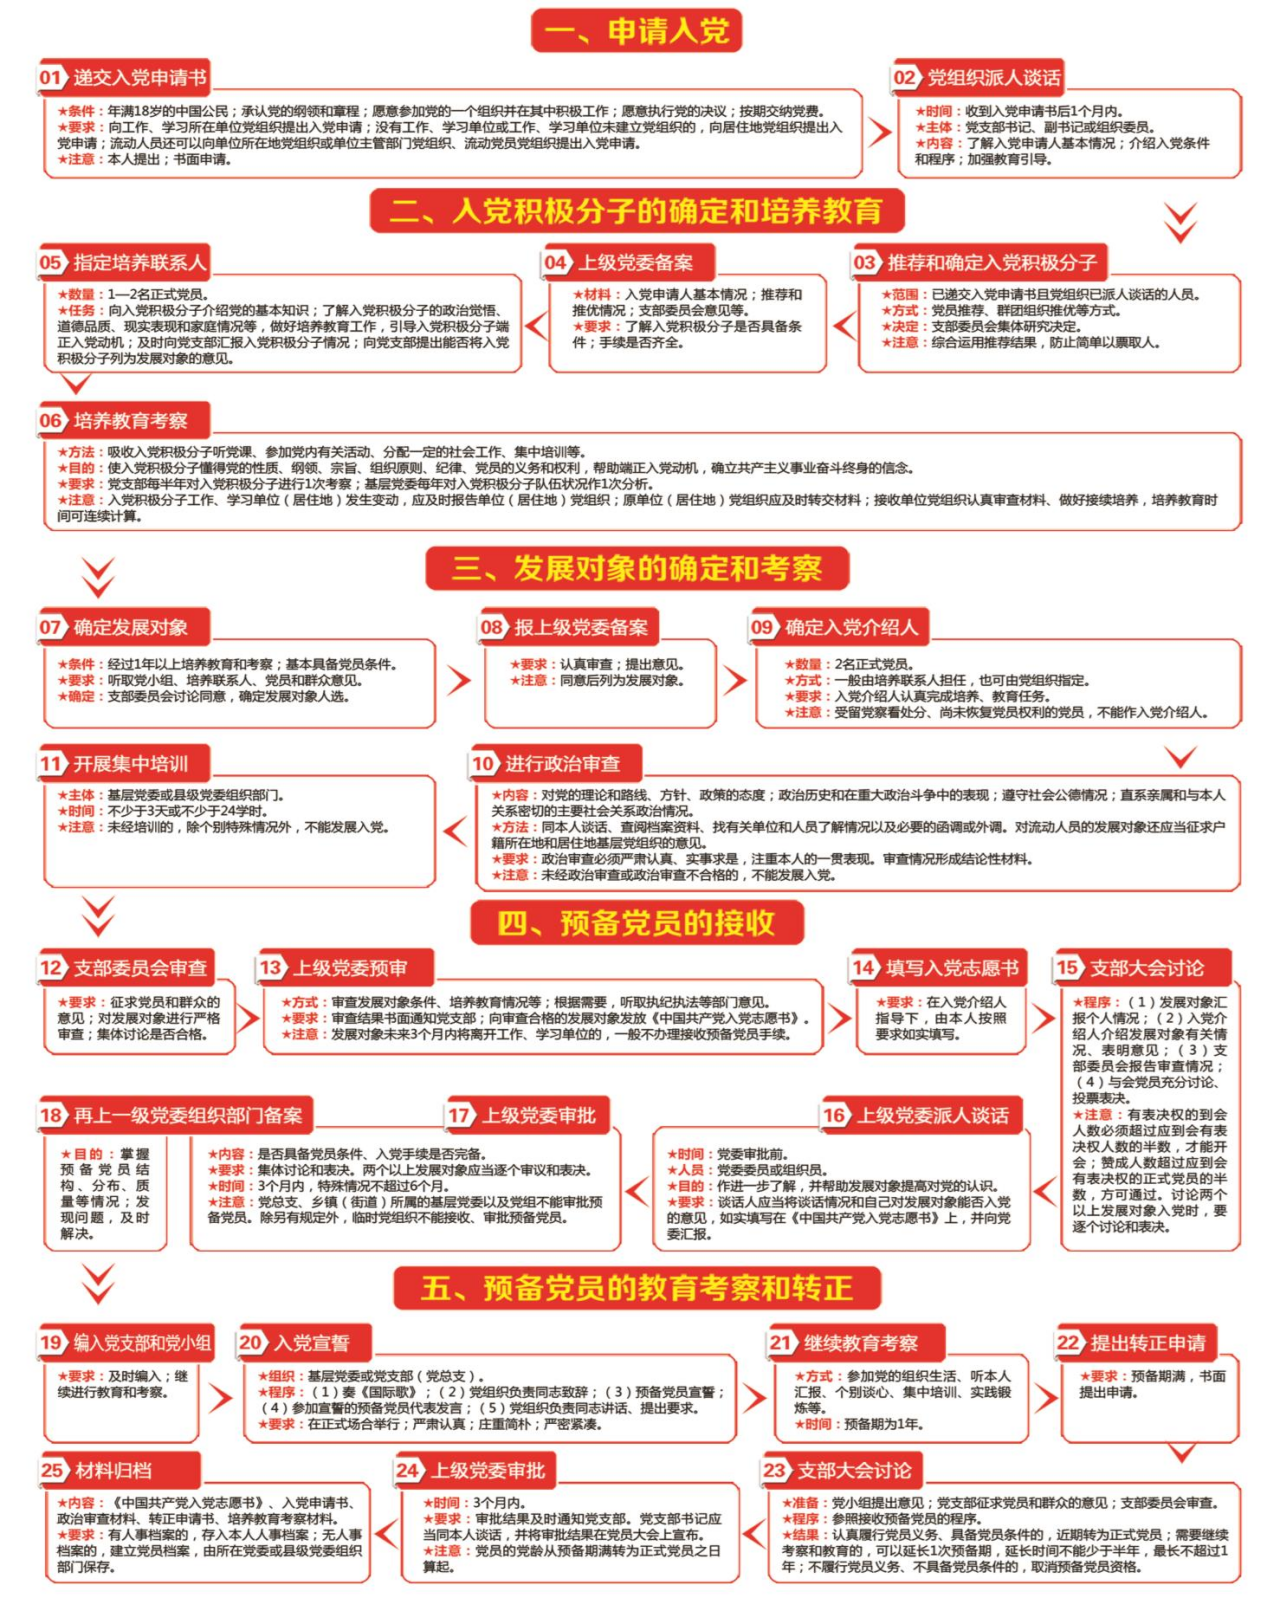 一、申请入党
01 递交入党申请书
★条件：年满18岁的中国公民；承认党的纲领和章程；愿意参加党的一个组织并在其中积极工作；愿意执行党的决议；按期交纳党费。
★要求：向工作、学习所在单位党组织提出入党申请；没有工作、学习单位或工作、学习单位未建立党组织的，向居住地党组织提出入
党申请；流动人员还可以向单位所在地党组织或单位主管部门党组织、流动党员党组织提出入党申请。
★注意：本人提出；书面申请。
02 党组织派人谈话
★时间：收到入党申请书后1个月内。
★主体：党支部书记、副书记或组织委员。
★内容：了解入党申请人基本情况；介绍入党条件
和程序；加强教育引导。
二、入党积极分子的确定和培养教育
03 推荐和确定入党积极分子
★范围：已递交入党申请书且党组织已派人谈话的人员。
★方式：党员推荐、群团组织推优等方式。
★决定：支部委员会集体研究决定。
★注意：综合运用推荐结果，防止简单以票取人。
04 上级党委备案
★材料：入党申请人基本情况；推荐和
推优情况；支部委员会意见等。
★要求：了解入党积极分子是否具备条
件；手续是否齐全。
05 指定培养联系人
★数量：1—2名正式党员。
★任务：向入党积极分子介绍党的基本知识；了解入党积极分子的政治觉悟、
道德品质、现实表现和家庭情况等，做好培养教育工作，引导入党积极分子端
正入党动机；及时向党支部汇报入党积极分子情况；向党支部提出能否将入党
积极分子列为发展对象的意见。
06 培养教育考察
★方法：吸收入党积极分子听党课、参加党内有关活动、分配一定的社会工作、集中培训等。
★目的：使入党积极分子懂得党的性质、纲领、宗旨、组织原则、纪律、党员的义务和权利，帮助端正入党动机，确立共产主义事业奋斗终身的信念。
★要求：党支部每半年对入党积极分子进行1次考察；基层党委每年对入党积极分子队伍状况作1次分析。
★注意：入党积极分子工作、学习单位（居住地）发生变动，应及时报告单位（居住地）党组织；原单位（居住地）党组织应及时转交材料；接收单位党组织认真审查材料、做好接续培养，培养教育时
间可连续计算。
三、发展对象的确定和考察
07 确定发展对象
★条件：经过1年以上培养教育和考察；基本具备党员条件。
★要求：听取党小组、培养联系人、党员和群众意见。
★确定：支部委员会讨论同意，确定发展对象人选。
08 报上级党委备案
★要求：认真审查；提出意见。
★注意：同意后列为发展对象。
09 确定入党介绍人
★数量：2名正式党员。
★方式：一般由培养联系人担任，也可由党组织指定。
★要求：入党介绍人认真完成培养、教育任务。
★注意：受留党察看处分、尚未恢复党员权利的党员，不能作入党介绍人。
10 进行政治审查
★内容：对党的理论和路线、方针、政策的态度；政治历史和在重大政治斗争中的表现；遵守社会公德情况；直系亲属和与本人
关系密切的主要社会关系政治情况。
★方法：同本人谈话、查阅档案资料、找有关单位和人员了解情况以及必要的函调或外调。对流动人员的发展对象还应当征求户
籍所在地和居住地基层党组织的意见。
★要求：政治审查必须严肃认真、实事求是，注重本人的一贯表现。审查情况形成结论性材料。
★注意：未经政治审查或政治审查不合格的，不能发展入党。
11 开展集中培训
★主体：基层党委或县级党委组织部门。
★时间：不少于3天或不少于24学时。
★注意：未经培训的，除个别特殊情况外，不能发展入党。
四、预备党员的接收
12 支部委员会审查
★要求：征求党员和群众的
意见；对发展对象进行严格
审查；集体讨论是否合格。
13 上级党委预审
★方式：审查发展对象条件、培养教育情况等；根据需要，听取执纪执法等部门意见。
★要求：审查结果书面通知党支部；向审查合格的发展对象发放《中国共产党入党志愿书》。
★注意：发展对象未来3个月内将离开工作、学习单位的，一般不办理接收预备党员手续。
14 填写入党志愿书
★要求：在入党介绍人
指导下，由本人按照
要求如实填写。
15 支部大会讨论
★程序：（1）发展对象汇
报个人情况；（2）入党介
绍人介绍发展对象有关情
况、表明意见；（3）支
部委员会报告审查情况；
（4）与会党员充分讨论、
投票表决。
★注意：有表决权的到会
人数必须超过应到会有表
决权人数的半数，才能开
会；赞成人数超过应到会
有表决权的正式党员的半
数，方可通过。讨论两个
以上发展对象入党时，要
逐个讨论和表决。
16 上级党委派人谈话
★时间：党委审批前。
★人员：党委委员或组织员。
★目的：作进一步了解，并帮助发展对象提高对党的认识。
★要求：谈话人应当将谈话情况和自己对发展对象能否入党
的意见，如实填写在《中国共产党入党志愿书》上，并向党
委汇报。
17 上级党委审批
★内容：是否具备党员条件、入党手续是否完备。
★要求：集体讨论和表决。两个以上发展对象应当逐个审议和表决。
★时间：3个月内，特殊情况不超过6个月。
★注意：党总支、乡镇（街道）所属的基层党委以及党组不能审批预
备党员。除另有规定外，临时党组织不能接收、审批预备党员。
18 再上一级党委组织部门备案
★目的：掌握
预备党员结
构、分布、质
量等情况；发
现问题，及时
解决。
五、预备党员的教育考察和转正
19 编入党支部和党小组
★要求：及时编入；继
续进行教育和考察。
20 入党宣誓
★组织：基层党委或党支部（党总支）。
★程序：（1）奏《国际歌》；（2）党组织负责同志致辞；（3）预备党员宣誓；
（4）参加宣誓的预备党员代表发言；（5）党组织负责同志讲话、提出要求。
★要求：在正式场合举行；严肃认真；庄重简朴；严密紧凑。
21 继续教育考察
★方式：参加党的组织生活、听本人
汇报、个别谈心、集中培训、实践锻
炼等。
★时间：预备期为1年。
22 提出转正申请
★要求：预备期满，书面
提出申请。
23 支部大会讨论
★准备：党小组提出意见；党支部征求党员和群众的意见；支部委员会审查。
★程序：参照接收预备党员的程序。
★结果：认真履行党员义务、具备党员条件的，近期转为正式党员；需要继续
考察和教育的，可以延长1次预备期，延长时间不能少于半年，最长不超过1
年；不履行党员义务、不具备党员条件的，取消预备党员资格。
24 上级党委审批
★时间：3个月内。
★要求：审批结果及时通知党支部。党支部书记应
当同本人谈话，并将审批结果在党员大会上宣布。
★注意：党员的党龄从预备期满转为正式党员之日
算起。
25 材料归档
★内容：《中国共产党入党志愿书》、入党申请书、
政治审查材料、转正申请书、培养教育考察材料。
★要求：有人事档案的，存入本人人事档案；无人事
档案的，建立党员档案，由所在党委或县级党委组织
部门保存。